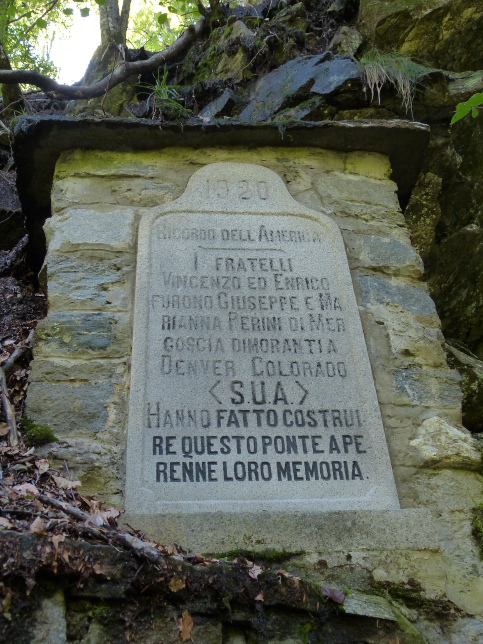 1920
RICORDO DELL'AMERICA
I FRATELLI
VINCENZO ED ENRICO
FURONO GIUSEPPE E MA
RIANNA PERINI DI MER
GOSCIA DIMORANTI A
DENVER COLORADO
<S.U.A.>
HANNO FATTO COSTRUI
RE QUESTO PONTE A PE
RENNE LORO MEMORIA.